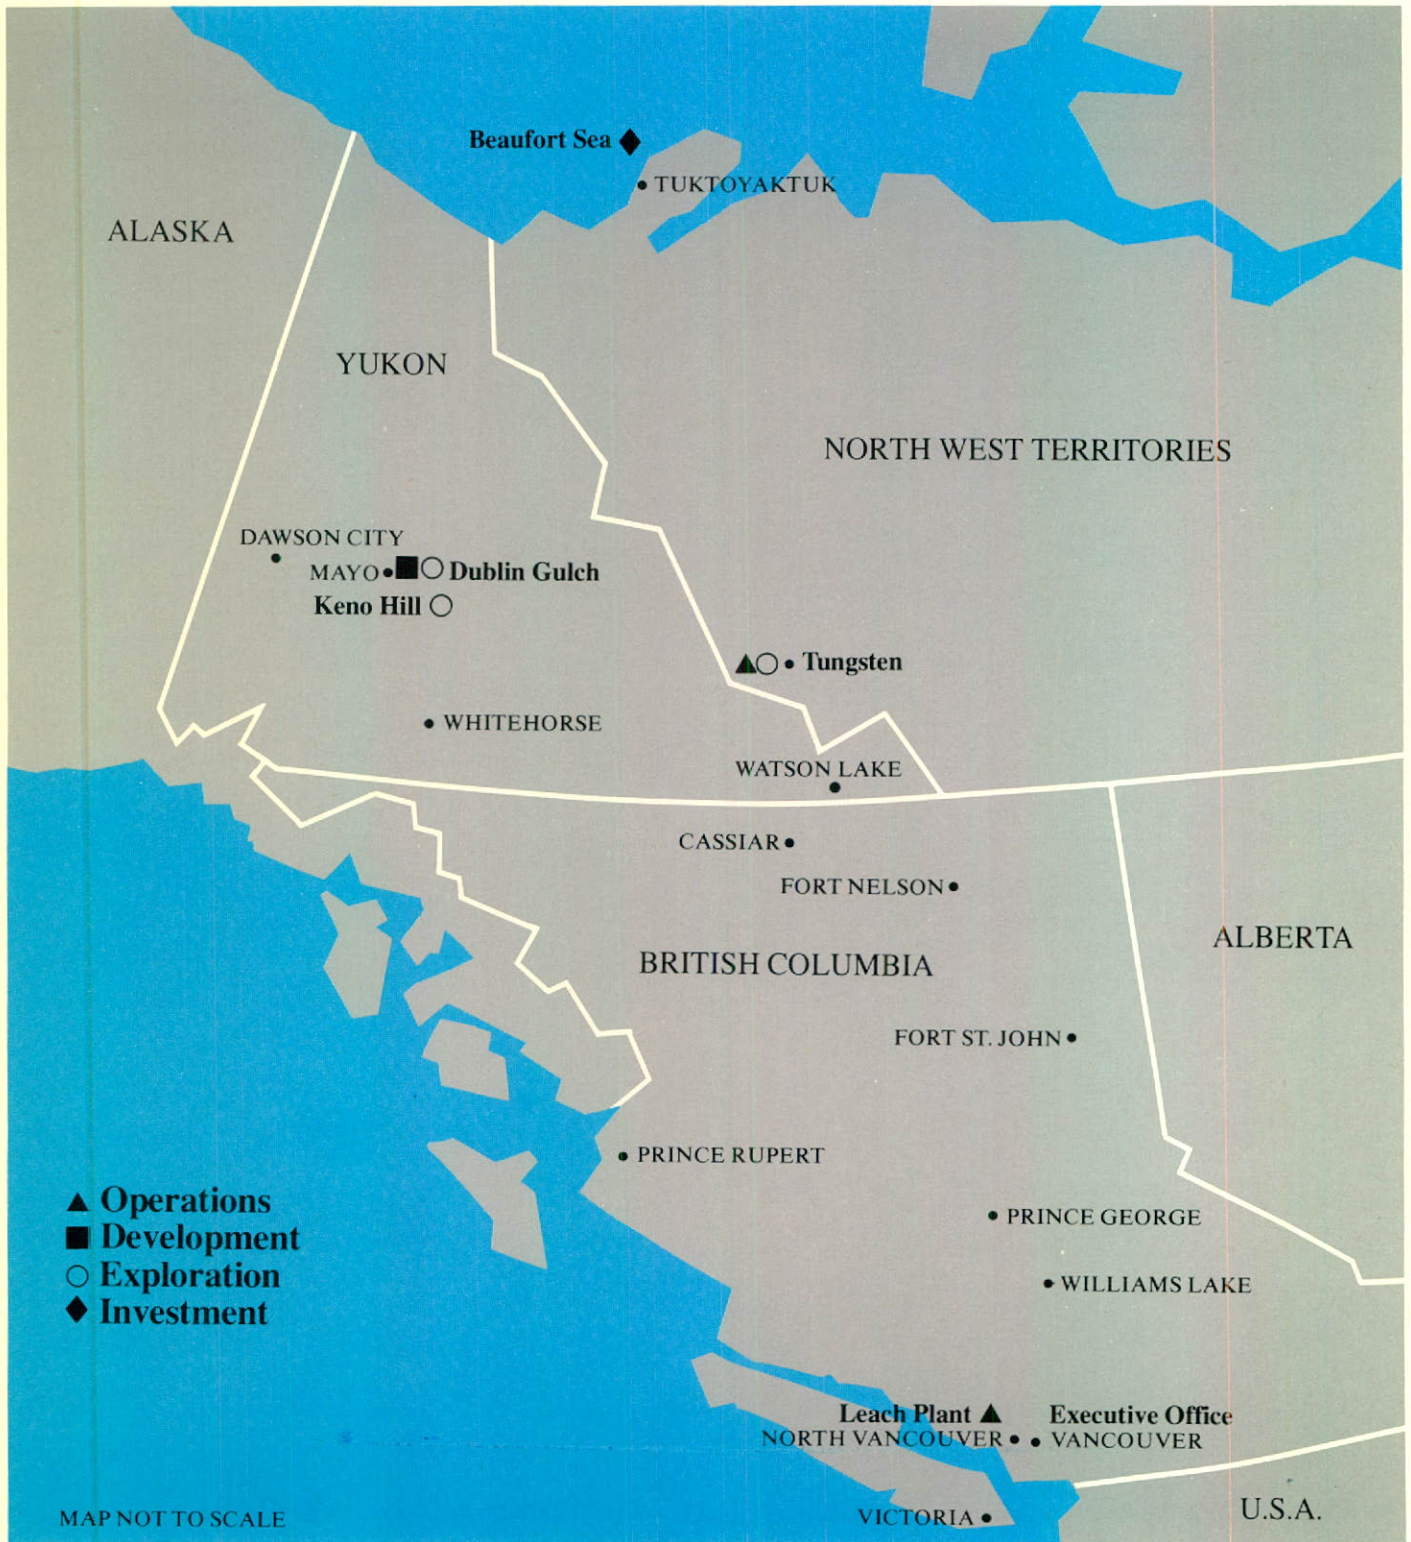 Beaufort Sea
TUKTOYAKTUK
ALASKA
YUKON
NORTH WEST TERRITORIES
DAWSON CITY
MAYO
Dublin Gulch
Keno Hill
Tungsten
WHITEHORSE
WATSON LAKE
CASSIAR
FORT NELSON
ALBERTA
BRITISH COLUMBIA
FORT ST. JOHN
PRINCE RUPERT
Operations
Development
Exploration
Investment
PRINCE GEORGE
WILLIAMS LAKE
Leach Plant
Executive Office
NORTH VANCOUVER
VANCOUVER
VICTORIA
U.S.A.
MAP NOT TO SCALE